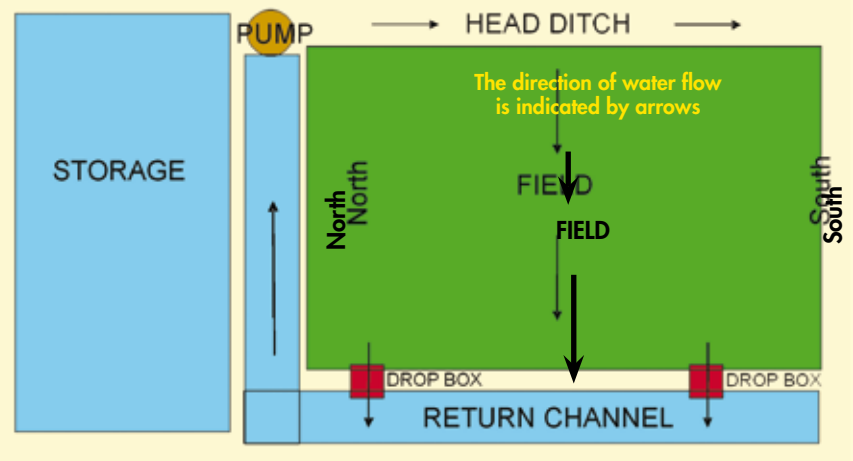 PUMP
HEAD DITCH
The direction of water flow
is indicated by arrows
STORAGE
FIELD
North
North
South
South
FIELD
DROP BOX
DROP BOX
RETURN CHANNEL